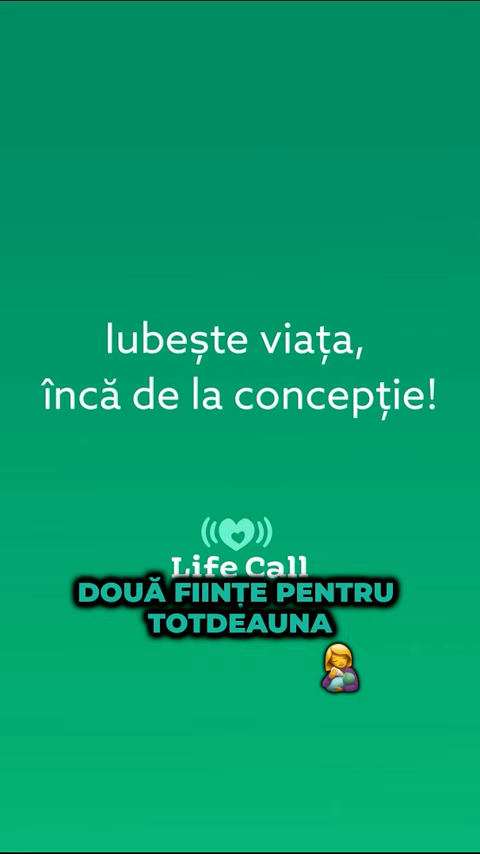 Iubește viața,
încă de la concepție!
Life Call
DOUĂ FIINȚE PENTRU
TOTDEAUNA